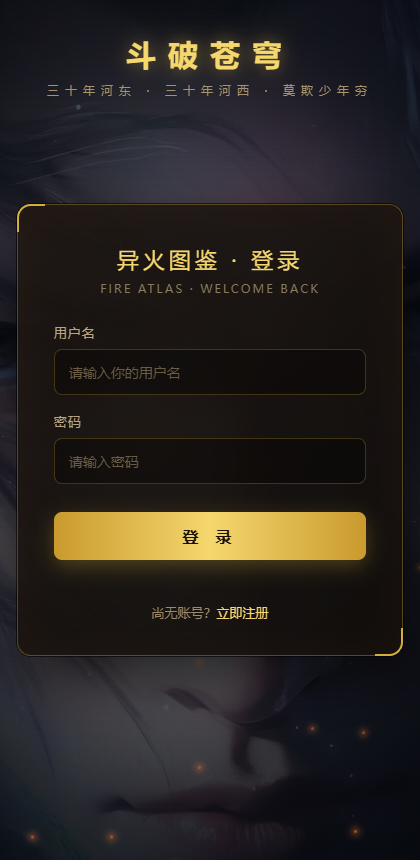 斗破苍穹
三十年河东 · 三十年河西 · 莫欺少年穷
异火图鉴 · 登录
FIRE ATLAS · WELCOME BACK
用户名
请输入你的用户名
密码
请输入密码
登 录
尚无账号？立即注册